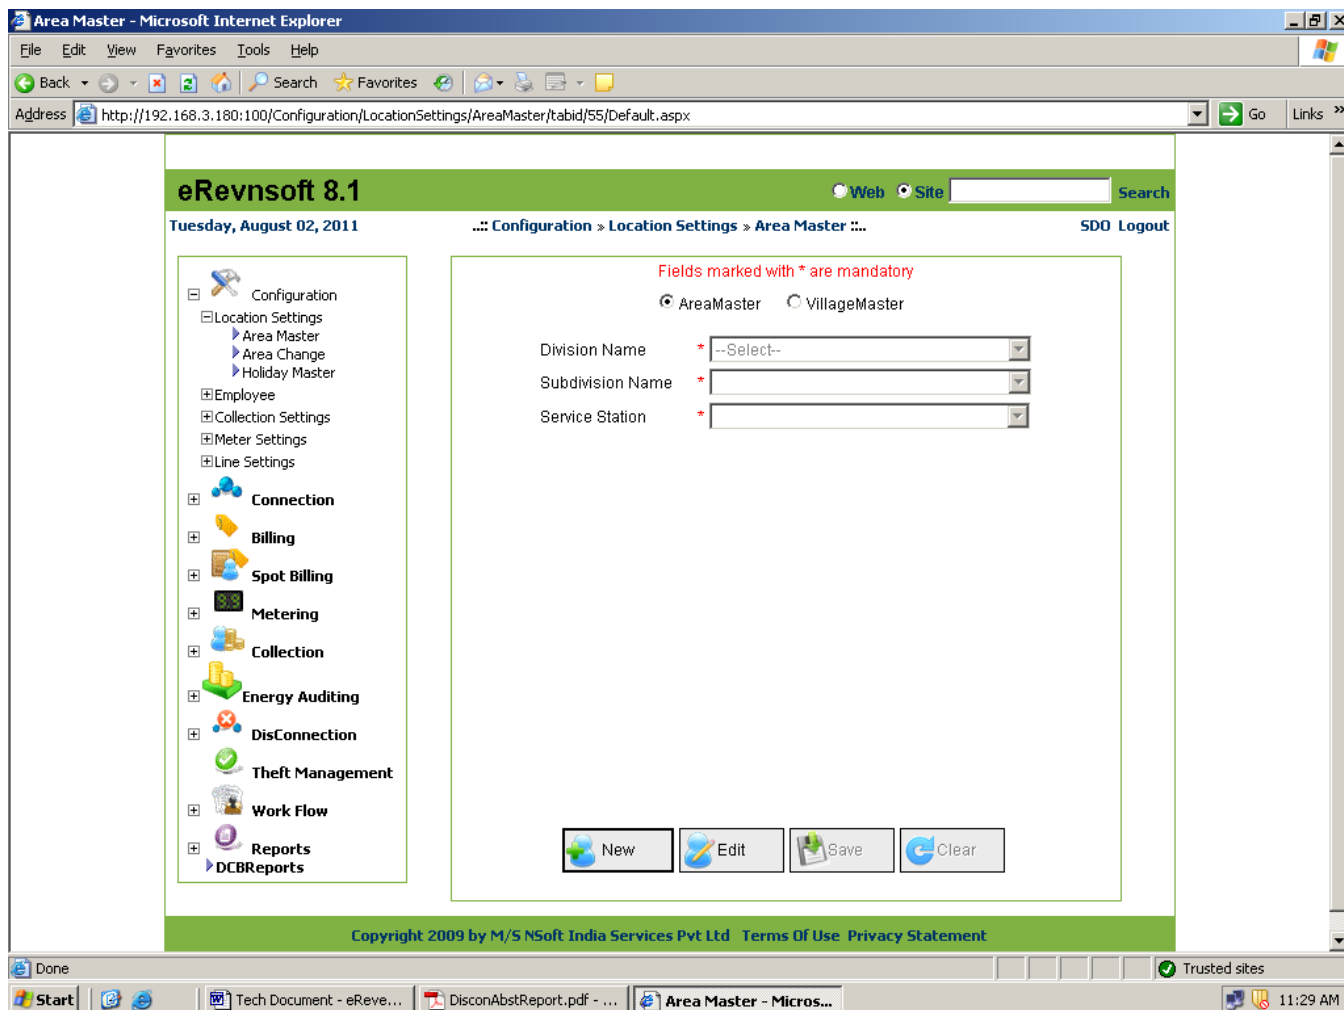 Area Master - Microsoft Internet Explorer
File Edit View Favorites Tools Help
Back Search Favorites
Address http://192.168.3.180:100/Configuration/LocationSettings/AreaMaster/tabid/55/Default.aspx Go Links »
eRevnsoft 8.1 Web Site Search
Tuesday, August 02, 2011 ..:: Configuration » Location Settings » Area Master ::.. SDO Logout
Configuration
Location Settings
Area Master
Area Change
Holiday Master
Employee
Collection Settings
Meter Settings
Line Settings
Connection
Billing
Spot Billing
Metering
Collection
Energy Auditing
DisConnection
Theft Management
Work Flow
Reports
DCBReports
Fields marked with * are mandatory
AreaMaster VillageMaster
Division Name * --Select--
Subdivision Name *
Service Station *
New Edit Save Clear
Copyright 2009 by M/S NSoft India Services Pvt Ltd Terms Of Use Privacy Statement
Done Trusted sites
Start Tech Document - eReve... DisconAbstReport.pdf - ... Area Master - Micros... 11:29 AM